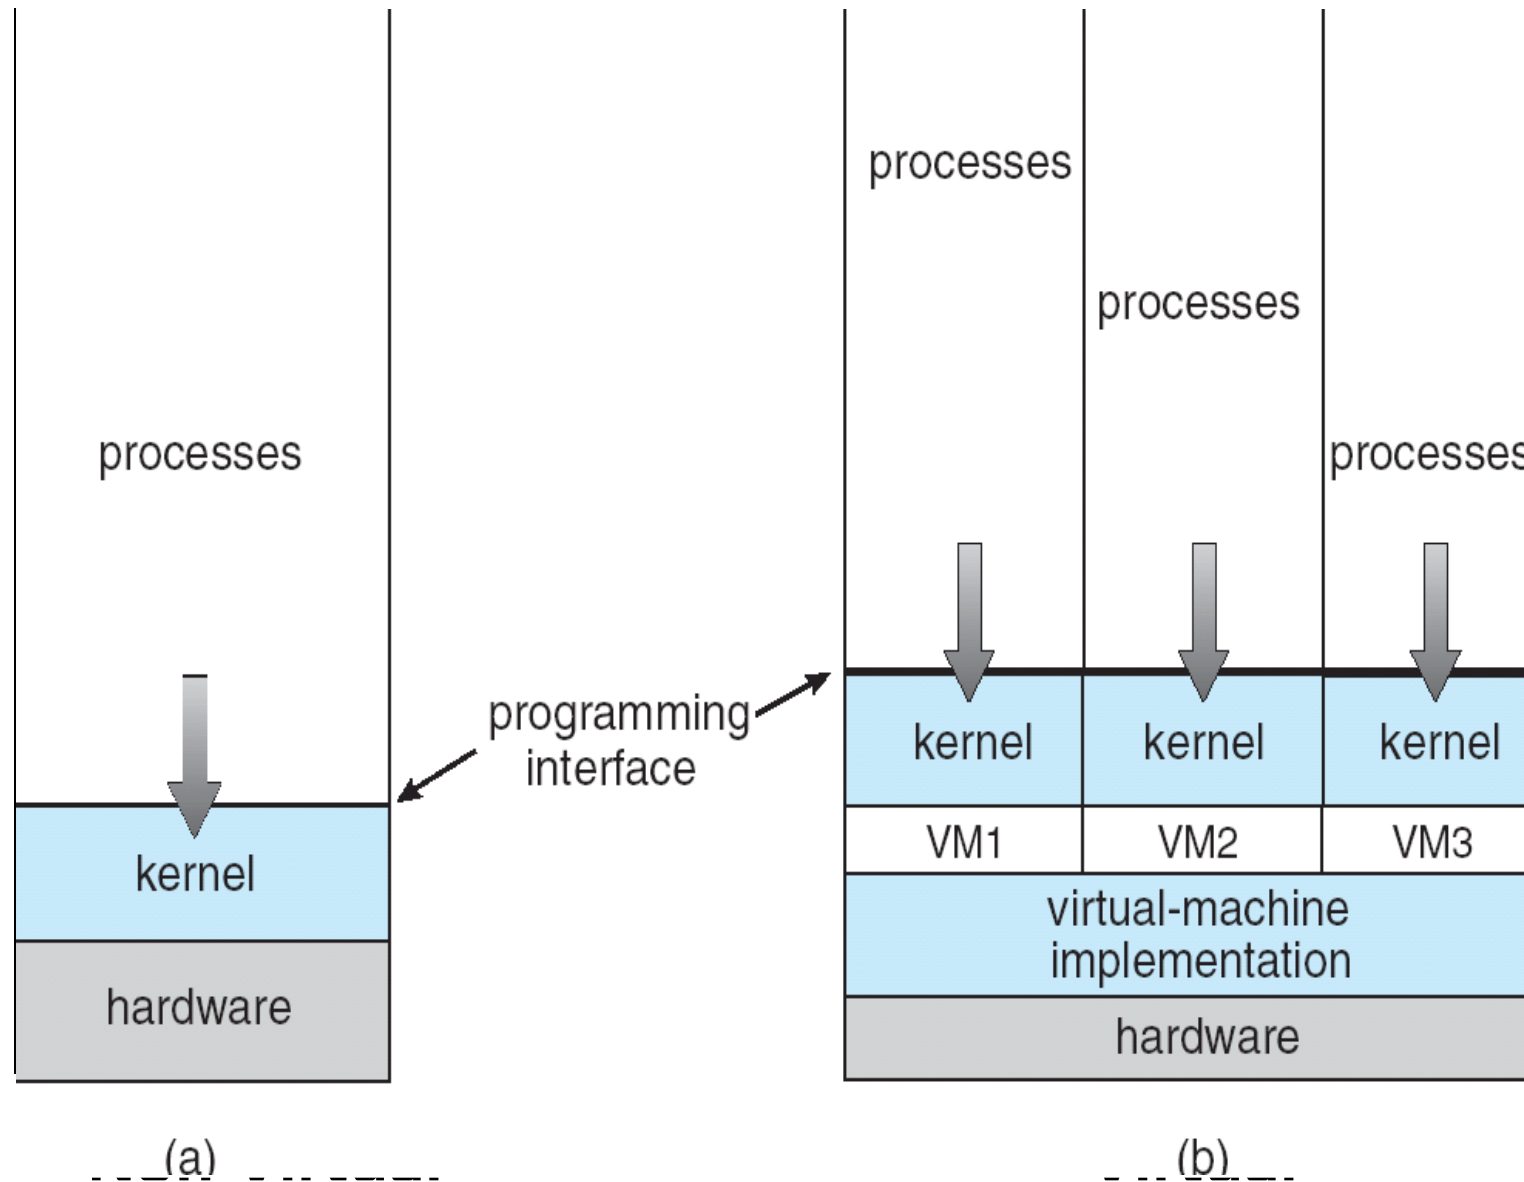 processes
kernel
hardware
(a)
programming
interface
processes
processes
processes
kernel
kernel
kernel
VM1
VM2
VM3
virtual-machine
implementation
hardware
(b)